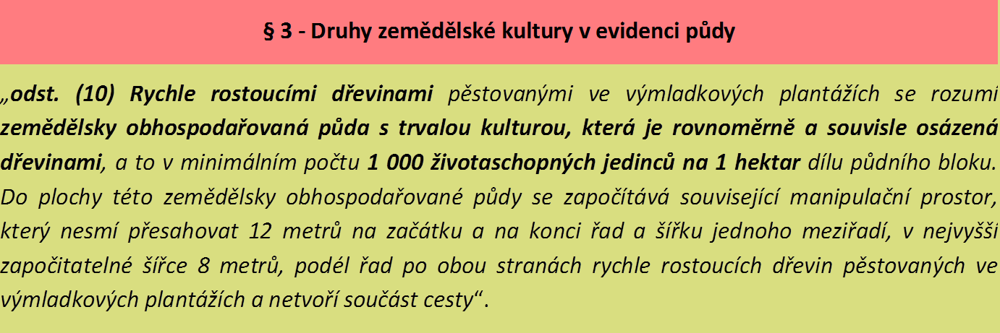 § 3 - Druhy zemědělské kultury v evidenci půdy
„odst. (10) Rychle rostoucími dřevinami pěstovanými ve výmladkových plantážích se rozumí
zemědělsky obhospodařovaná půda s trvalou kulturou, která je rovnoměrně a souvisle osázená
dřevinami, a to v minimálním počtu 1 000 životaschopných jedinců na 1 hektar dílu půdního bloku.
Do plochy této zemědělsky obhospodařované půdy se započítává související manipulační prostor,
který nesmí přesahovat 12 metrů na začátku a na konci řad a šířku jednoho meziřadí, v nejvyšší
započitatelné šířce 8 metrů, podél řad po obou stranách rychle rostoucích dřevin pěstovaných ve
výmladkových plantážích a netvoří součást cesty“.